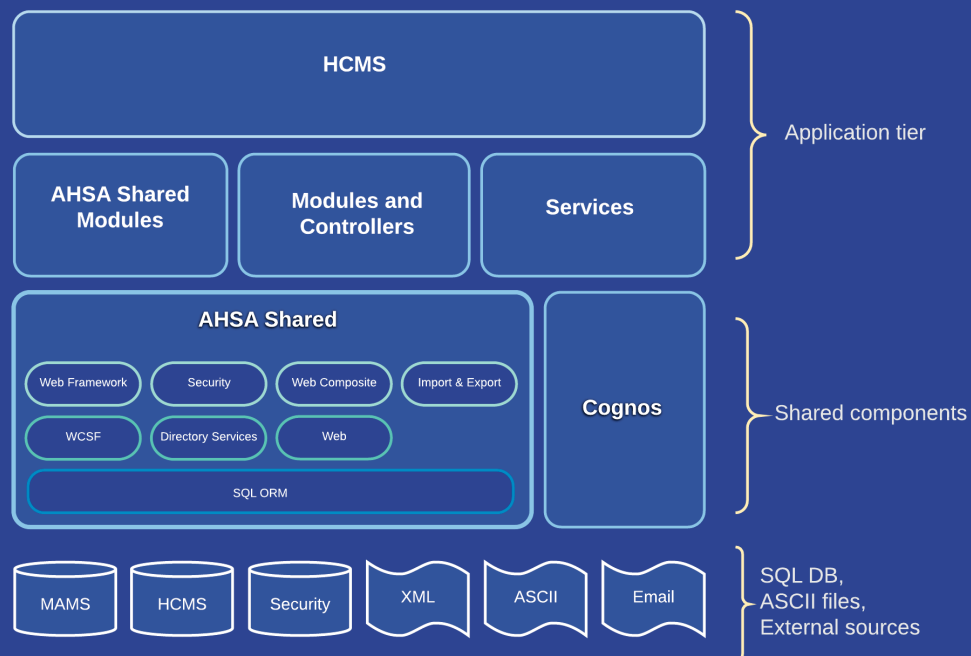 HCMS
Application tier
AHSA Shared
Modules
Modules and
Controllers
Services
AHSA Shared
Web Framework
Security
Web Composite
Import & Export
WCSF
Directory Services
Web
SQL ORM
Cognos
Shared components
MAMS
HCMS
Security
XML
ASCII
Email
SQL DB,
ASCII files,
External sources